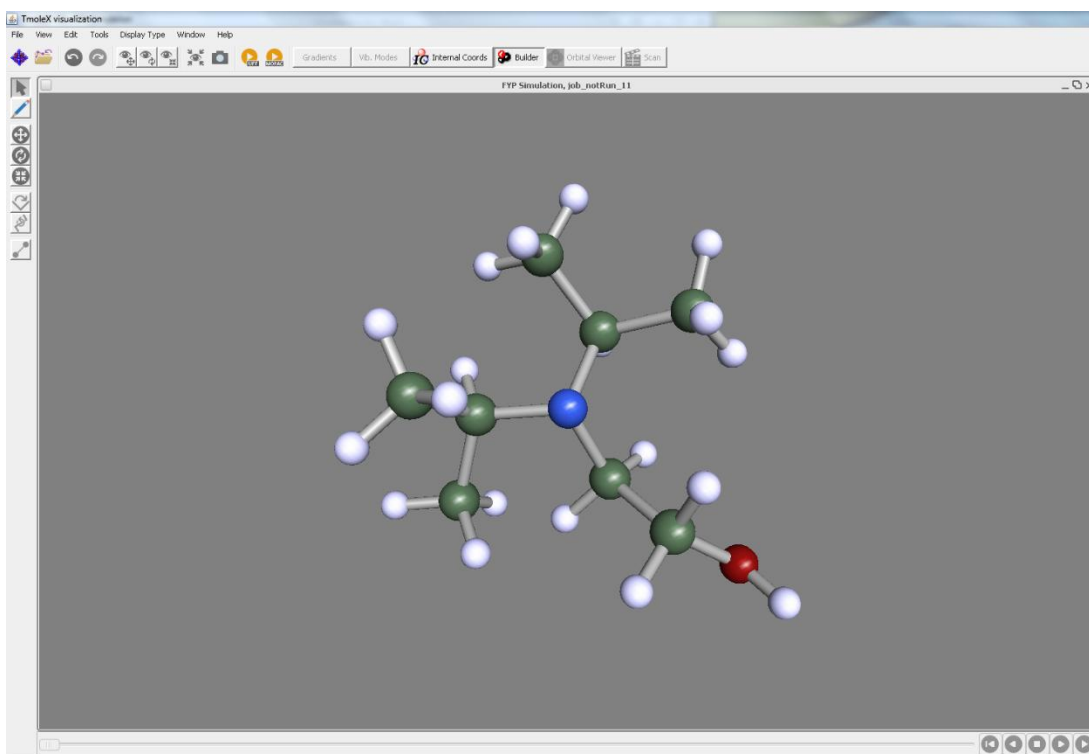 TmoleX visualization
File View Edit Tools Display Type Window Help
Gradients Vib. Modes IC Internal Coords Builder Orbital Viewer Scan
FYP Simulation, job_notRun_11